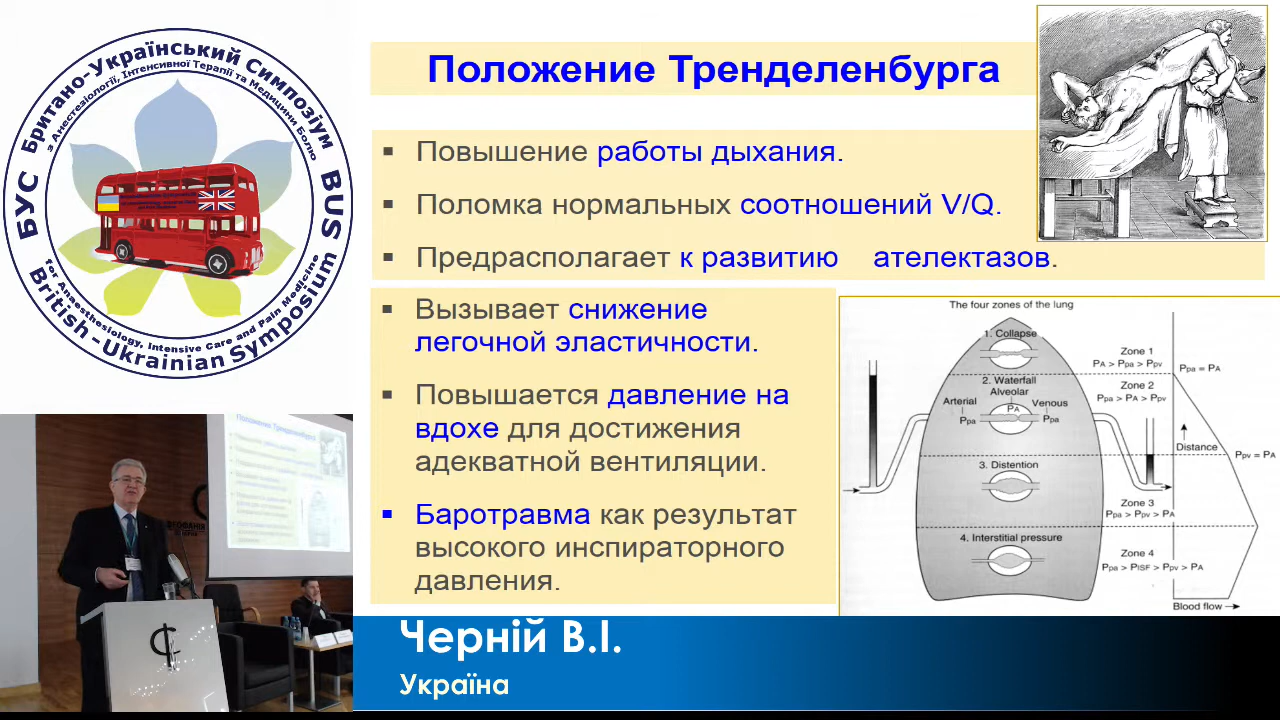 Британо-Український Симпозіум
з Анестезіології, Інтенсивної Терапії та Медицини Болю
БУС
BUS
for Anaesthesiology, Intensive Care and Pain Medicine
British -Ukrainian Symposium
Положение Тренделенбурга
▪ Повышение работы дыхания.
▪ Поломка нормальных соотношений V/Q.
▪ Предрасполагает к развитию ателектазов.
▪ Вызывает снижение
легочной эластичности.
▪ Повышается давление на
вдохе для достижения
адекватной вентиляции.
▪ Баротравма как результат
высокого инспираторного
давления.
The four zones of the lung
1. Collapse
Zone 1
PA > Ppa > Ppv
Ppa = PA
2. Waterfall
Alveolar
Zone 2
Ppa > PA > Ppv
Arterial
PA
Venous
Ppa
Ppa
Distance
Ppv = PA
3. Distention
Zone 3
Ppa > Ppv > PA
4. Interstitial pressure
Zone 4
Ppa > PISF > Ppv > PA
Blood flow
Положение Тренделенбурга
Черній В.І.
Україна